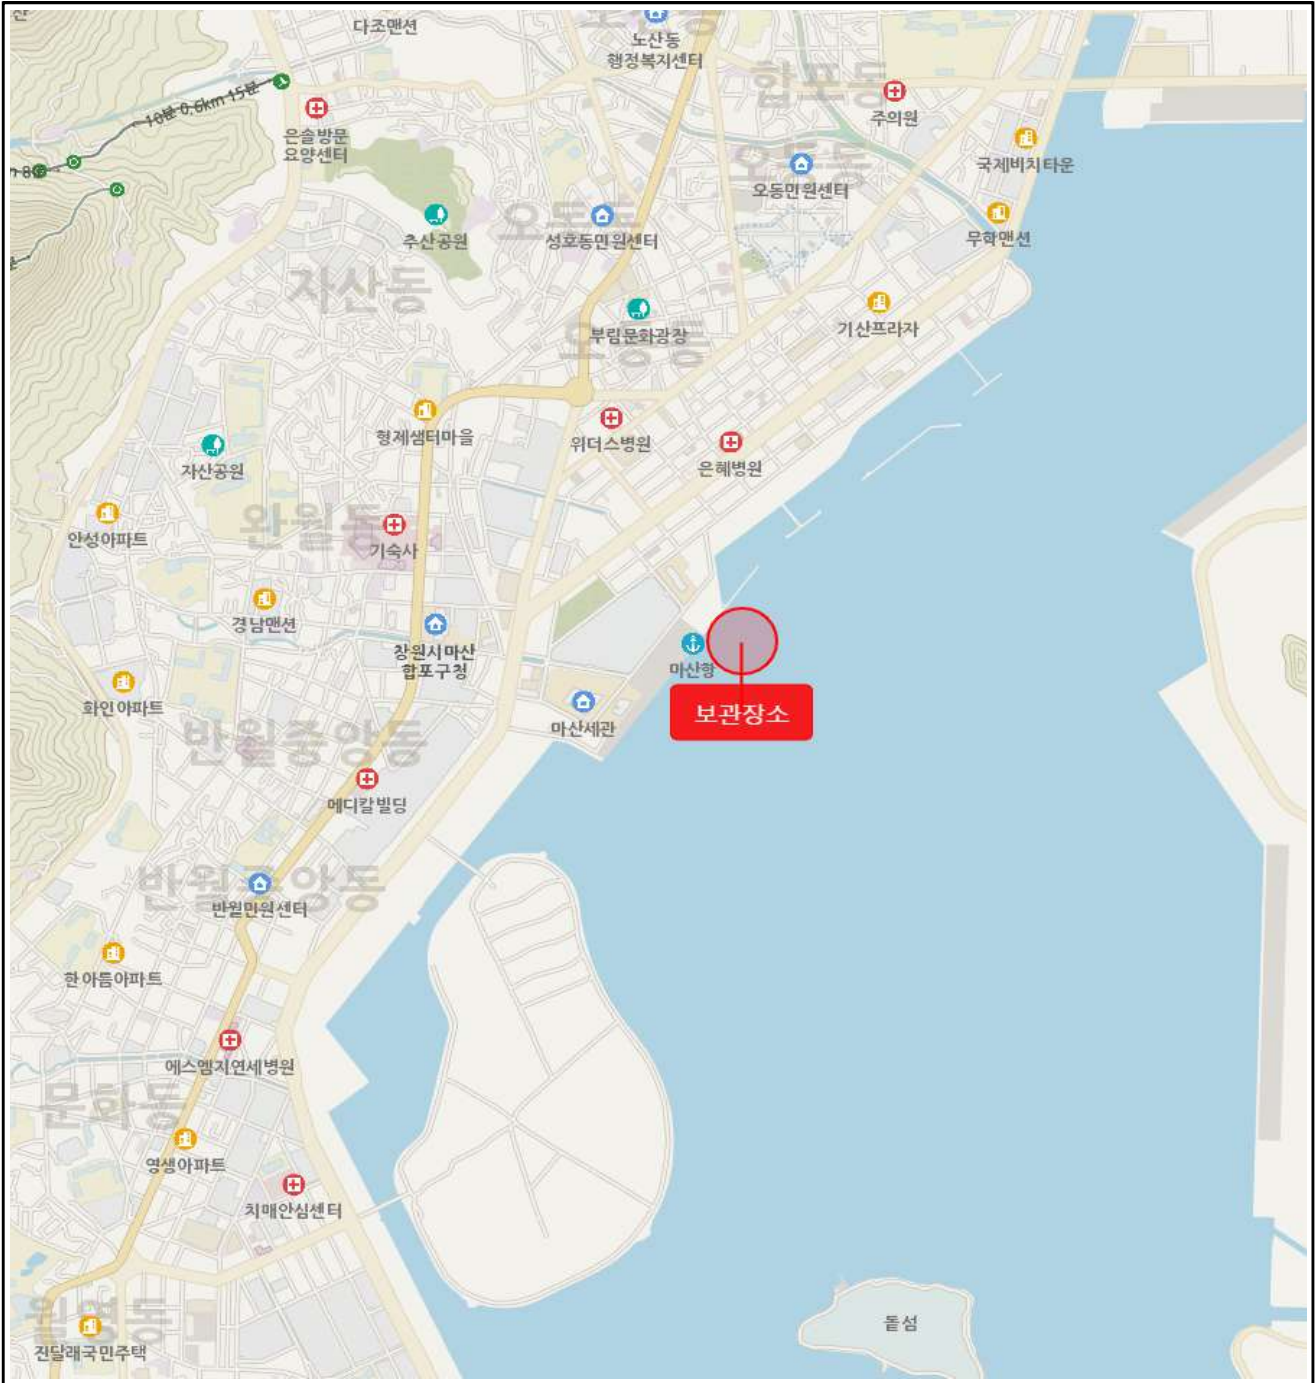 산
다조맨션
노산동
행정복지센터
합포동
주의원
10분 0.6km 15분
은솔방문
요양센터
국제비치타운
오동동
오동민원센터
추산공원
오동동
성호동민원센터
무학맨션
자산동
부림문화광장
오동동
기산프라자
형제샘터마을
위더스병원
은혜병원
자산공원
완월동
안성아파트
기숙사
경남맨션
창원시마산
합포구청
마산항
화인아파트
보관장소
마산세관
반월중앙동
메디칼빌딩
반월중앙동
반월민원센터
한아름아파트
에스엠지연세병원
문화동
영생아파트
치매안심센터
월영동
진달래국민주택
돝섬